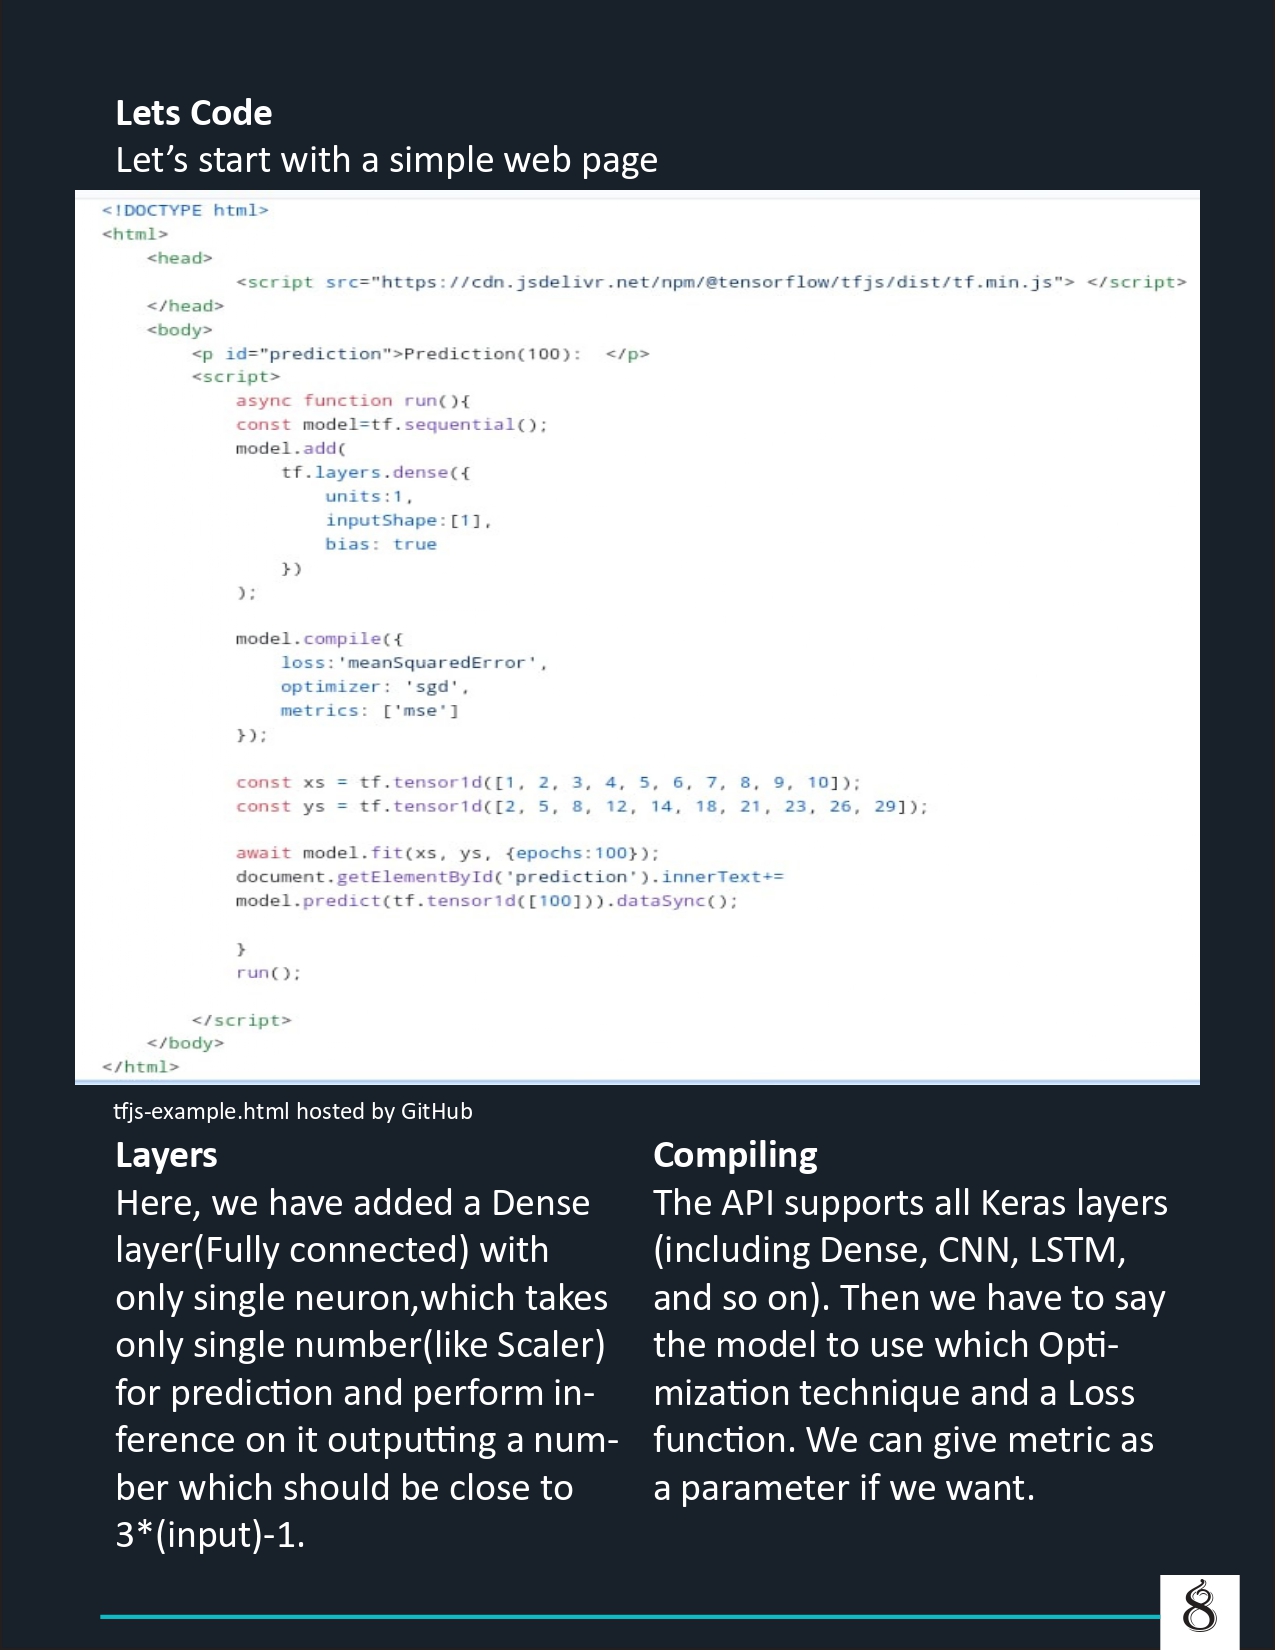 Lets Code
Let’s start with a simple web page
<!DOCTYPE html>
<html>
    <head>
            <script src="https://cdn.jsdelivr.net/npm/@tensorflow/tfjs/dist/tf.min.js"> </script>
    </head>
    <body>
        <p id="prediction">Prediction(100):  </p>
        <script>
            async function run(){
            const model=tf.sequential();
            model.add(
                tf.layers.dense({
                    units:1,
                    inputShape:[1],
                    bias: true
                })
            );
            model.compile({
                loss:'meanSquaredError',
                optimizer: 'sgd',
                metrics: ['mse']
            });
            const xs = tf.tensor1d([1, 2, 3, 4, 5, 6, 7, 8, 9, 10]);
            const ys = tf.tensor1d([2, 5, 8, 12, 14, 18, 21, 23, 26, 29]);
            await model.fit(xs, ys, {epochs:100});
            document.getElementById('prediction').innerText+=
            model.predict(tf.tensor1d([100])).dataSync();
            }
            run();
        </script>
    </body>
</html>
tfjs-example.html hosted by GitHub
Layers
Here, we have added a Dense
layer(Fully connected) with
only single neuron,which takes
only single number(like Scaler)
for prediction and perform in-
ference on it outputting a num-
ber which should be close to
3*(input)-1.
Compiling
The API supports all Keras layers
(including Dense, CNN, LSTM,
and so on). Then we have to say
the model to use which Opti-
mization technique and a Loss
function. We can give metric as
a parameter if we want.
8